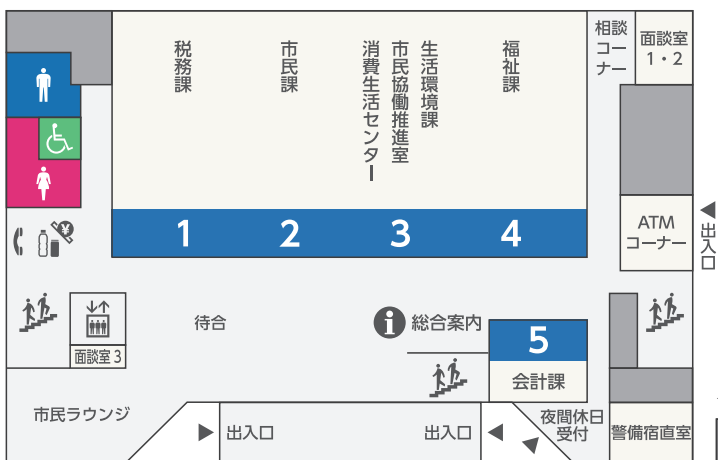 税務課
市民課
生活環境課
市民協働推進室
消費生活センター
福祉課
相談
コー
ナー
面談室
1・2
1
2
3
4
ATM
コーナー
出入口
¥
待合
i
総合案内
5
会計課
面談室3
市民ラウンジ
出入口
出入口
夜間休日
受付
警備宿直室